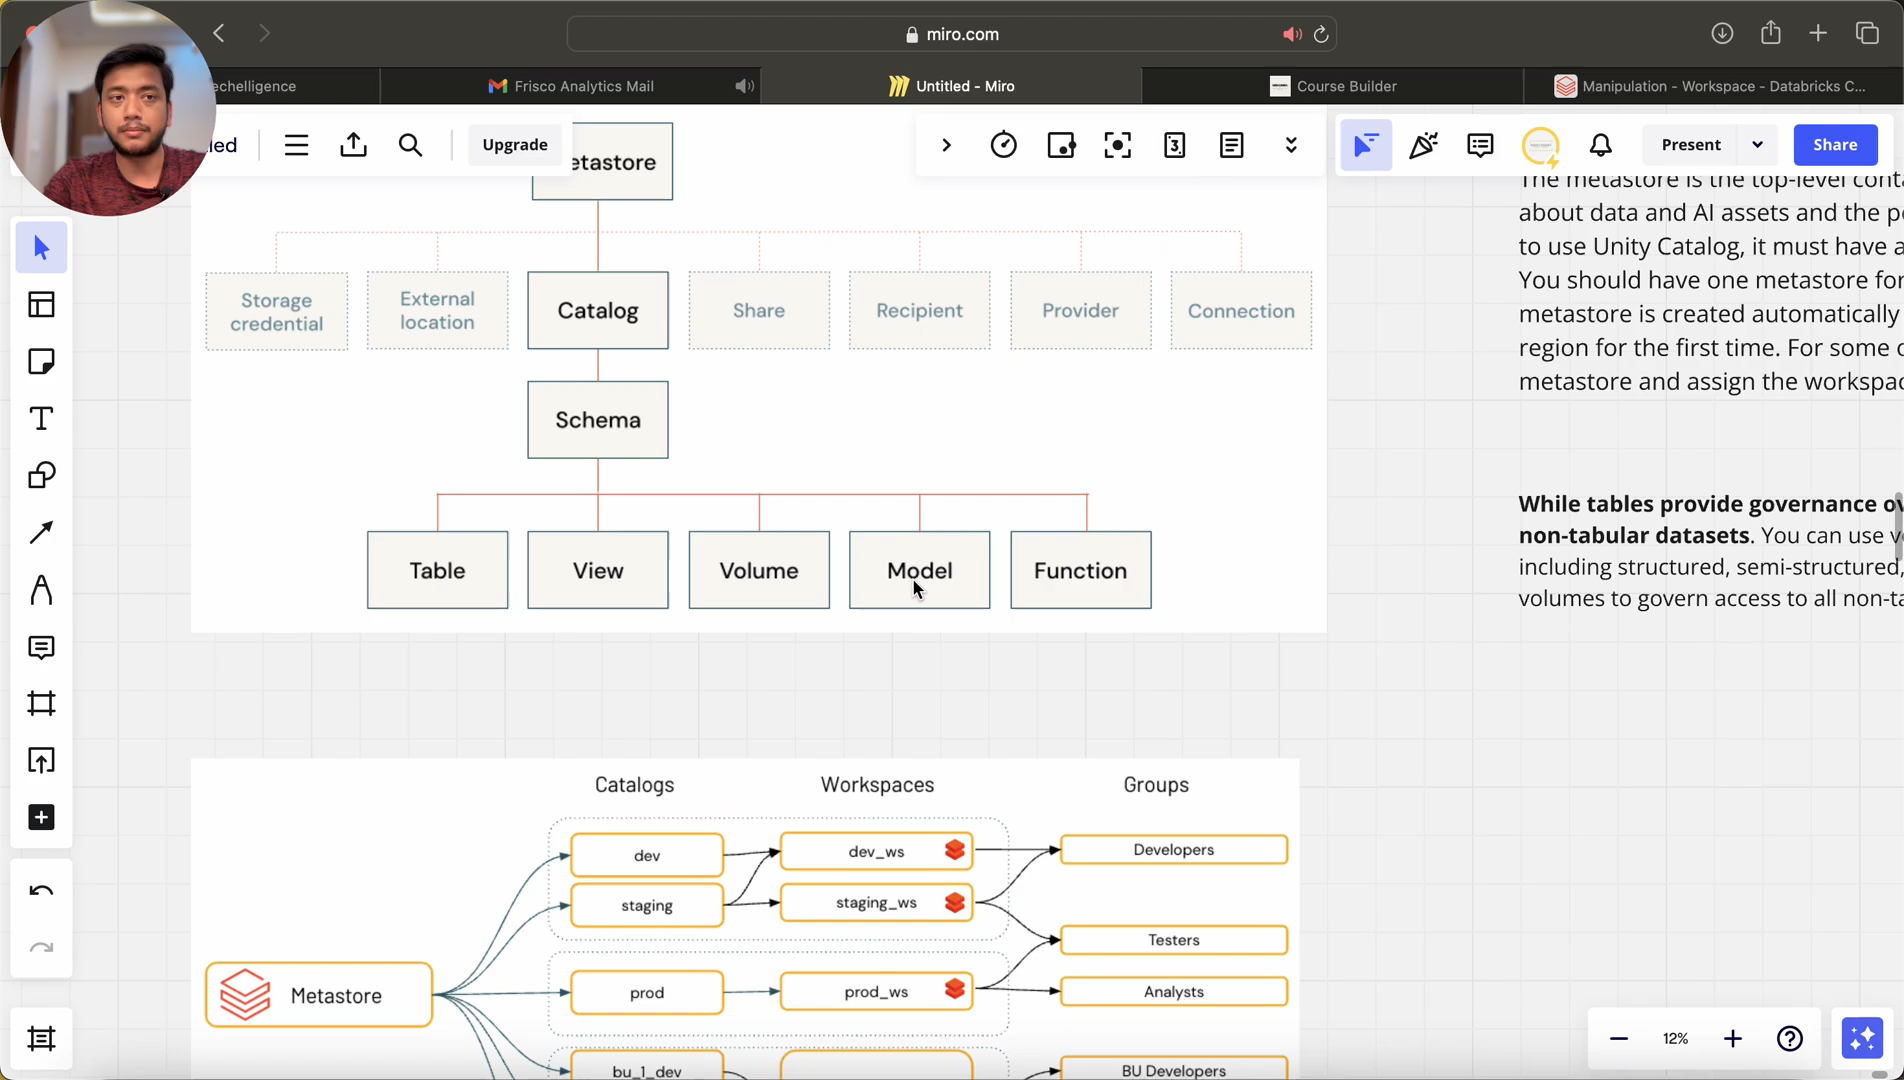 miro.com
echelligence
Frisco Analytics Mail
Untitled - Miro
Course Builder
Manipulation - Workspace - Databricks C...
led
Upgrade
3
Present
Share
etastore
Storage
credential
External
location
Catalog
Share
Recipient
Provider
Connection
Schema
Table
View
Volume
Model
Function
The metastore is the top-level
about data and AI assets and the
to use Unity Catalog, it must have a
You should have one metastore for
metastore is created automatically
region for the first time. For some
metastore and assign the
While tables provide governance
non-tabular datasets. You can use
including structured, semi-structured,
volumes to govern access to all
Catalogs
Workspaces
Groups
dev
dev_ws
Developers
staging
staging_ws
Testers
Metastore
prod
prod_ws
Analysts
bu_1_dev
BU Developers
12%